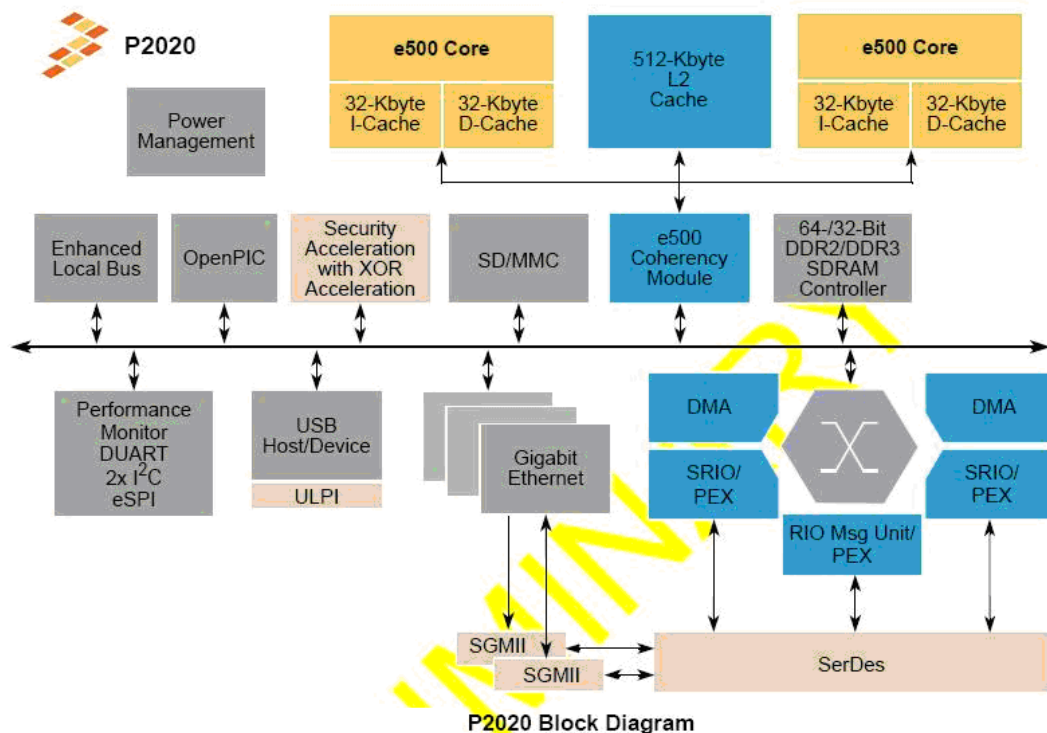 P2020
e500 Core
32-Kbyte
I-Cache
32-Kbyte
D-Cache
512-Kbyte
L2
Cache
e500 Core
32-Kbyte
I-Cache
32-Kbyte
D-Cache
Power
Management
Enhanced
Local Bus
OpenPIC
Security
Acceleration
with XOR
Acceleration
SD/MMC
e500
Coherency
Module
64-/32-Bit
DDR2/DDR3
SDRAM
Controller
Performance
Monitor
DUART
2x I²C
eSPI
USB
Host/Device
ULPI
Gigabit
Ethernet
DMA
SRIO/
PEX
DMA
SRIO/
PEX
RIO Msg Unit/
PEX
SGMII
SGMII
SerDes
P2020 Block Diagram